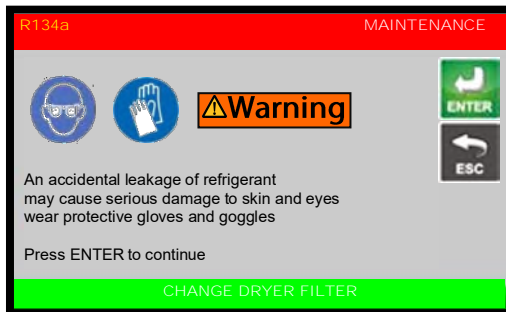 R134a MAINTENANCE
Warning
ENTER
ESC
An accidental leakage of refrigerant
may cause serious damage to skin and eyes
wear protective gloves and goggles
Press ENTER to continue
CHANGE DRYER FILTER